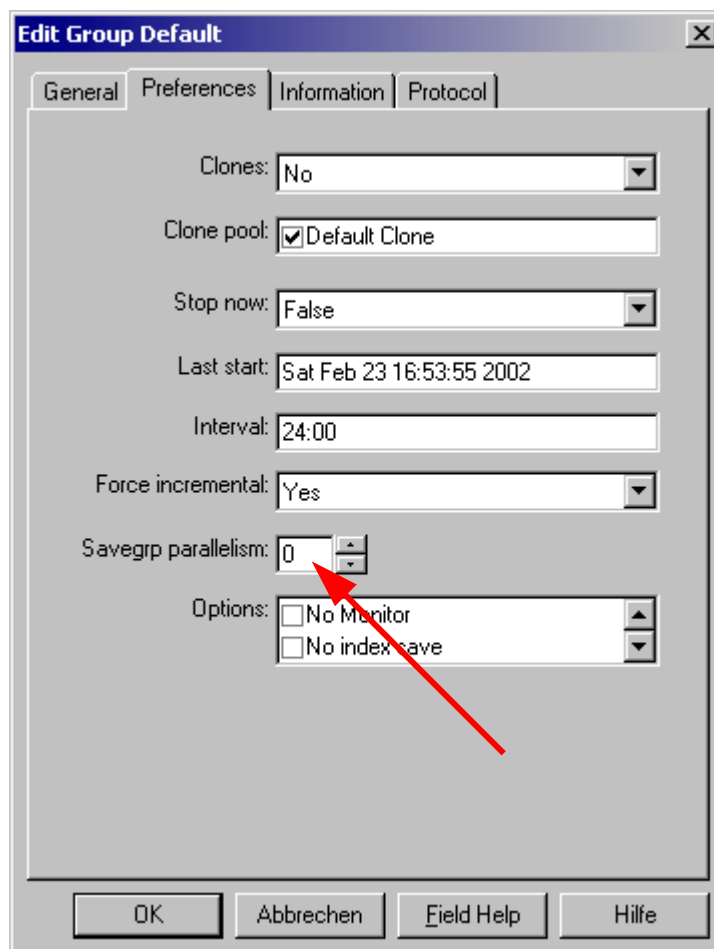 Edit Group Default
General Preferences Information Protocol
Clones: No
Clone pool: Default Clone
Stop now: False
Last start: Sat Feb 23 16:53:55 2002
Interval: 24:00
Force incremental: Yes
Savegrp parallelism: 0
Options: No Monitor
No index save
OK Abbrechen Field Help Hilfe